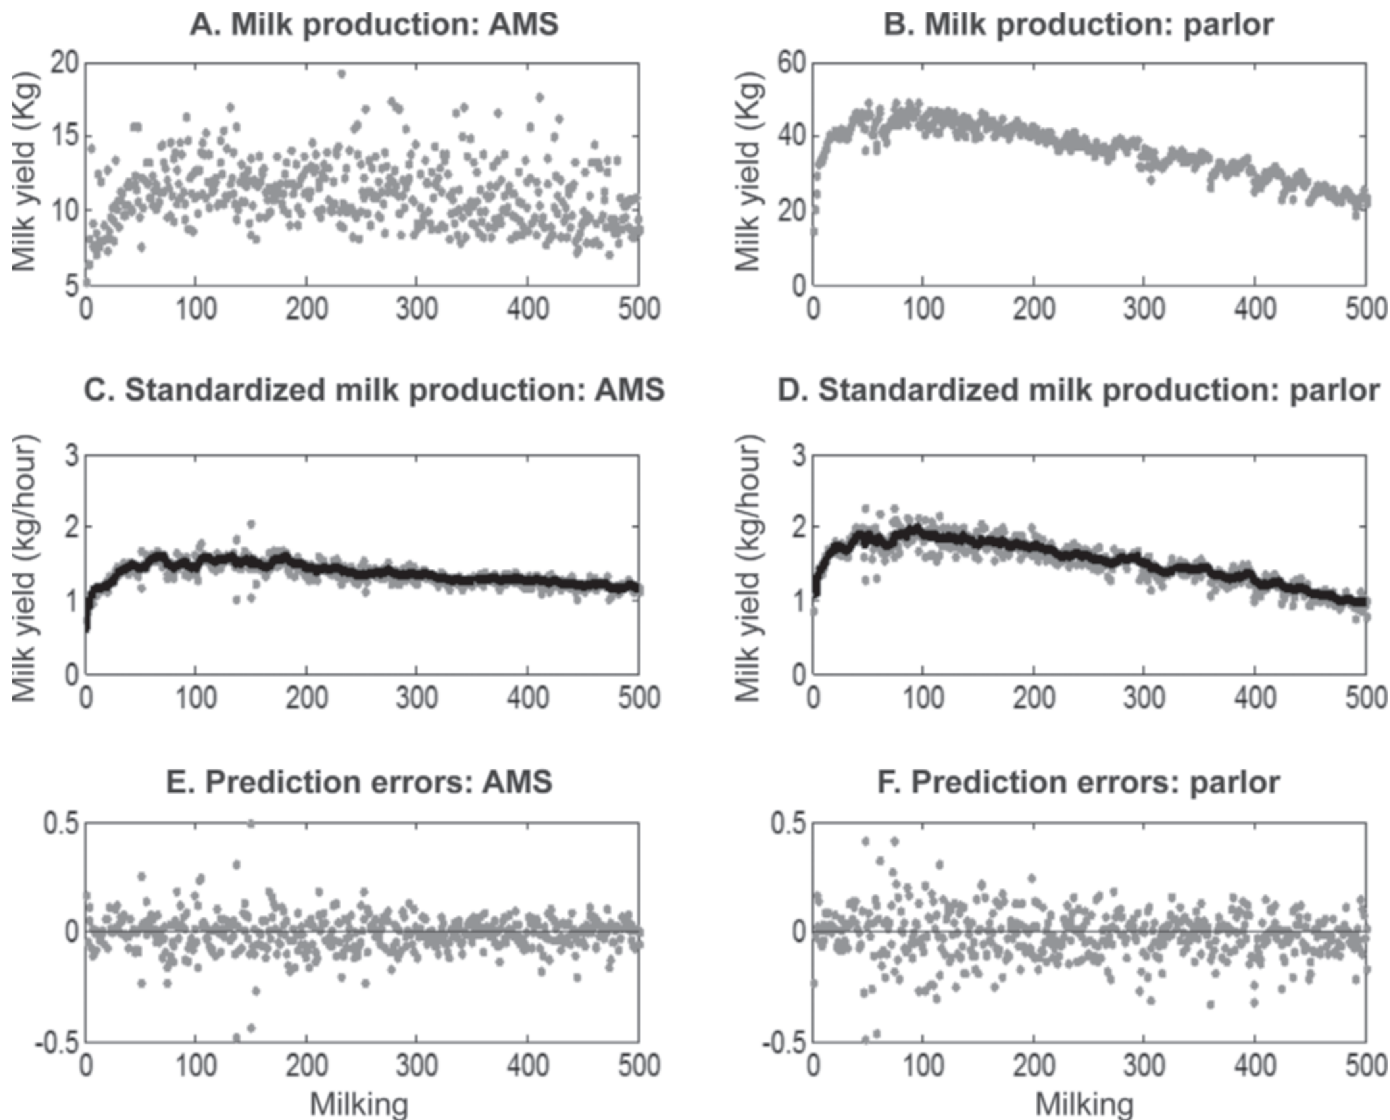 A. Milk production: AMS
B. Milk production: parlor
Milk yield (Kg)
20
15
10
5
0 100 200 300 400 500
Milk yield (Kg)
60
40
20
0
0 100 200 300 400 500
C. Standardized milk production: AMS
D. Standardized milk production: parlor
Milk yield (kg/hour)
3
2
1
0
0 100 200 300 400 500
Milk yield (kg/hour)
3
2
1
0
0 100 200 300 400 500
E. Prediction errors: AMS
F. Prediction errors: parlor
0.5
0
-0.5
0 100 200 300 400 500
Milking
0.5
0
-0.5
0 100 200 300 400 500
Milking